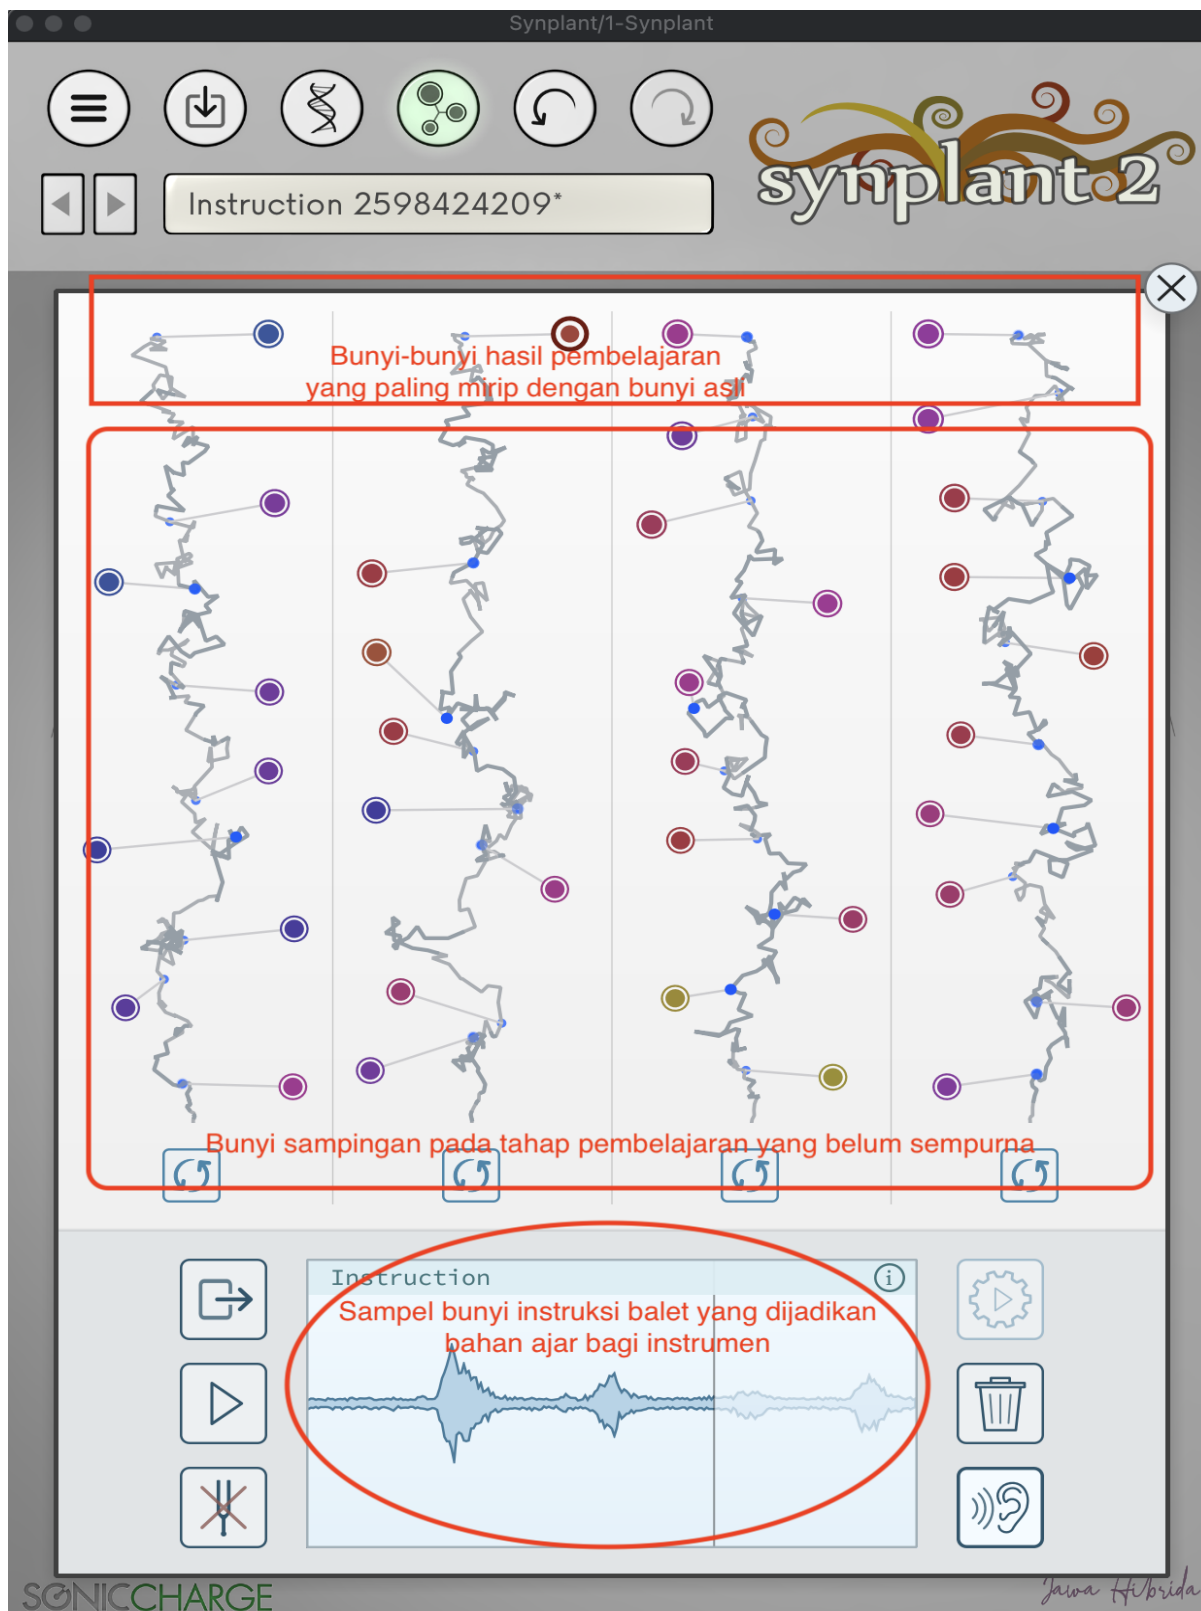 Synplant/1-Synplant
synplant 2
Instruction 2598424209*
Bunyi-bunyi hasil pembelajaran
yang paling mirip dengan bunyi asli
Bunyi sampingan pada tahap pembelajaran yang belum sempurna
Instruction
i
Sampel bunyi instruksi balet yang dijadikan
bahan ajar bagi instrumen
SONICCHARGE
Jawa Hibrida